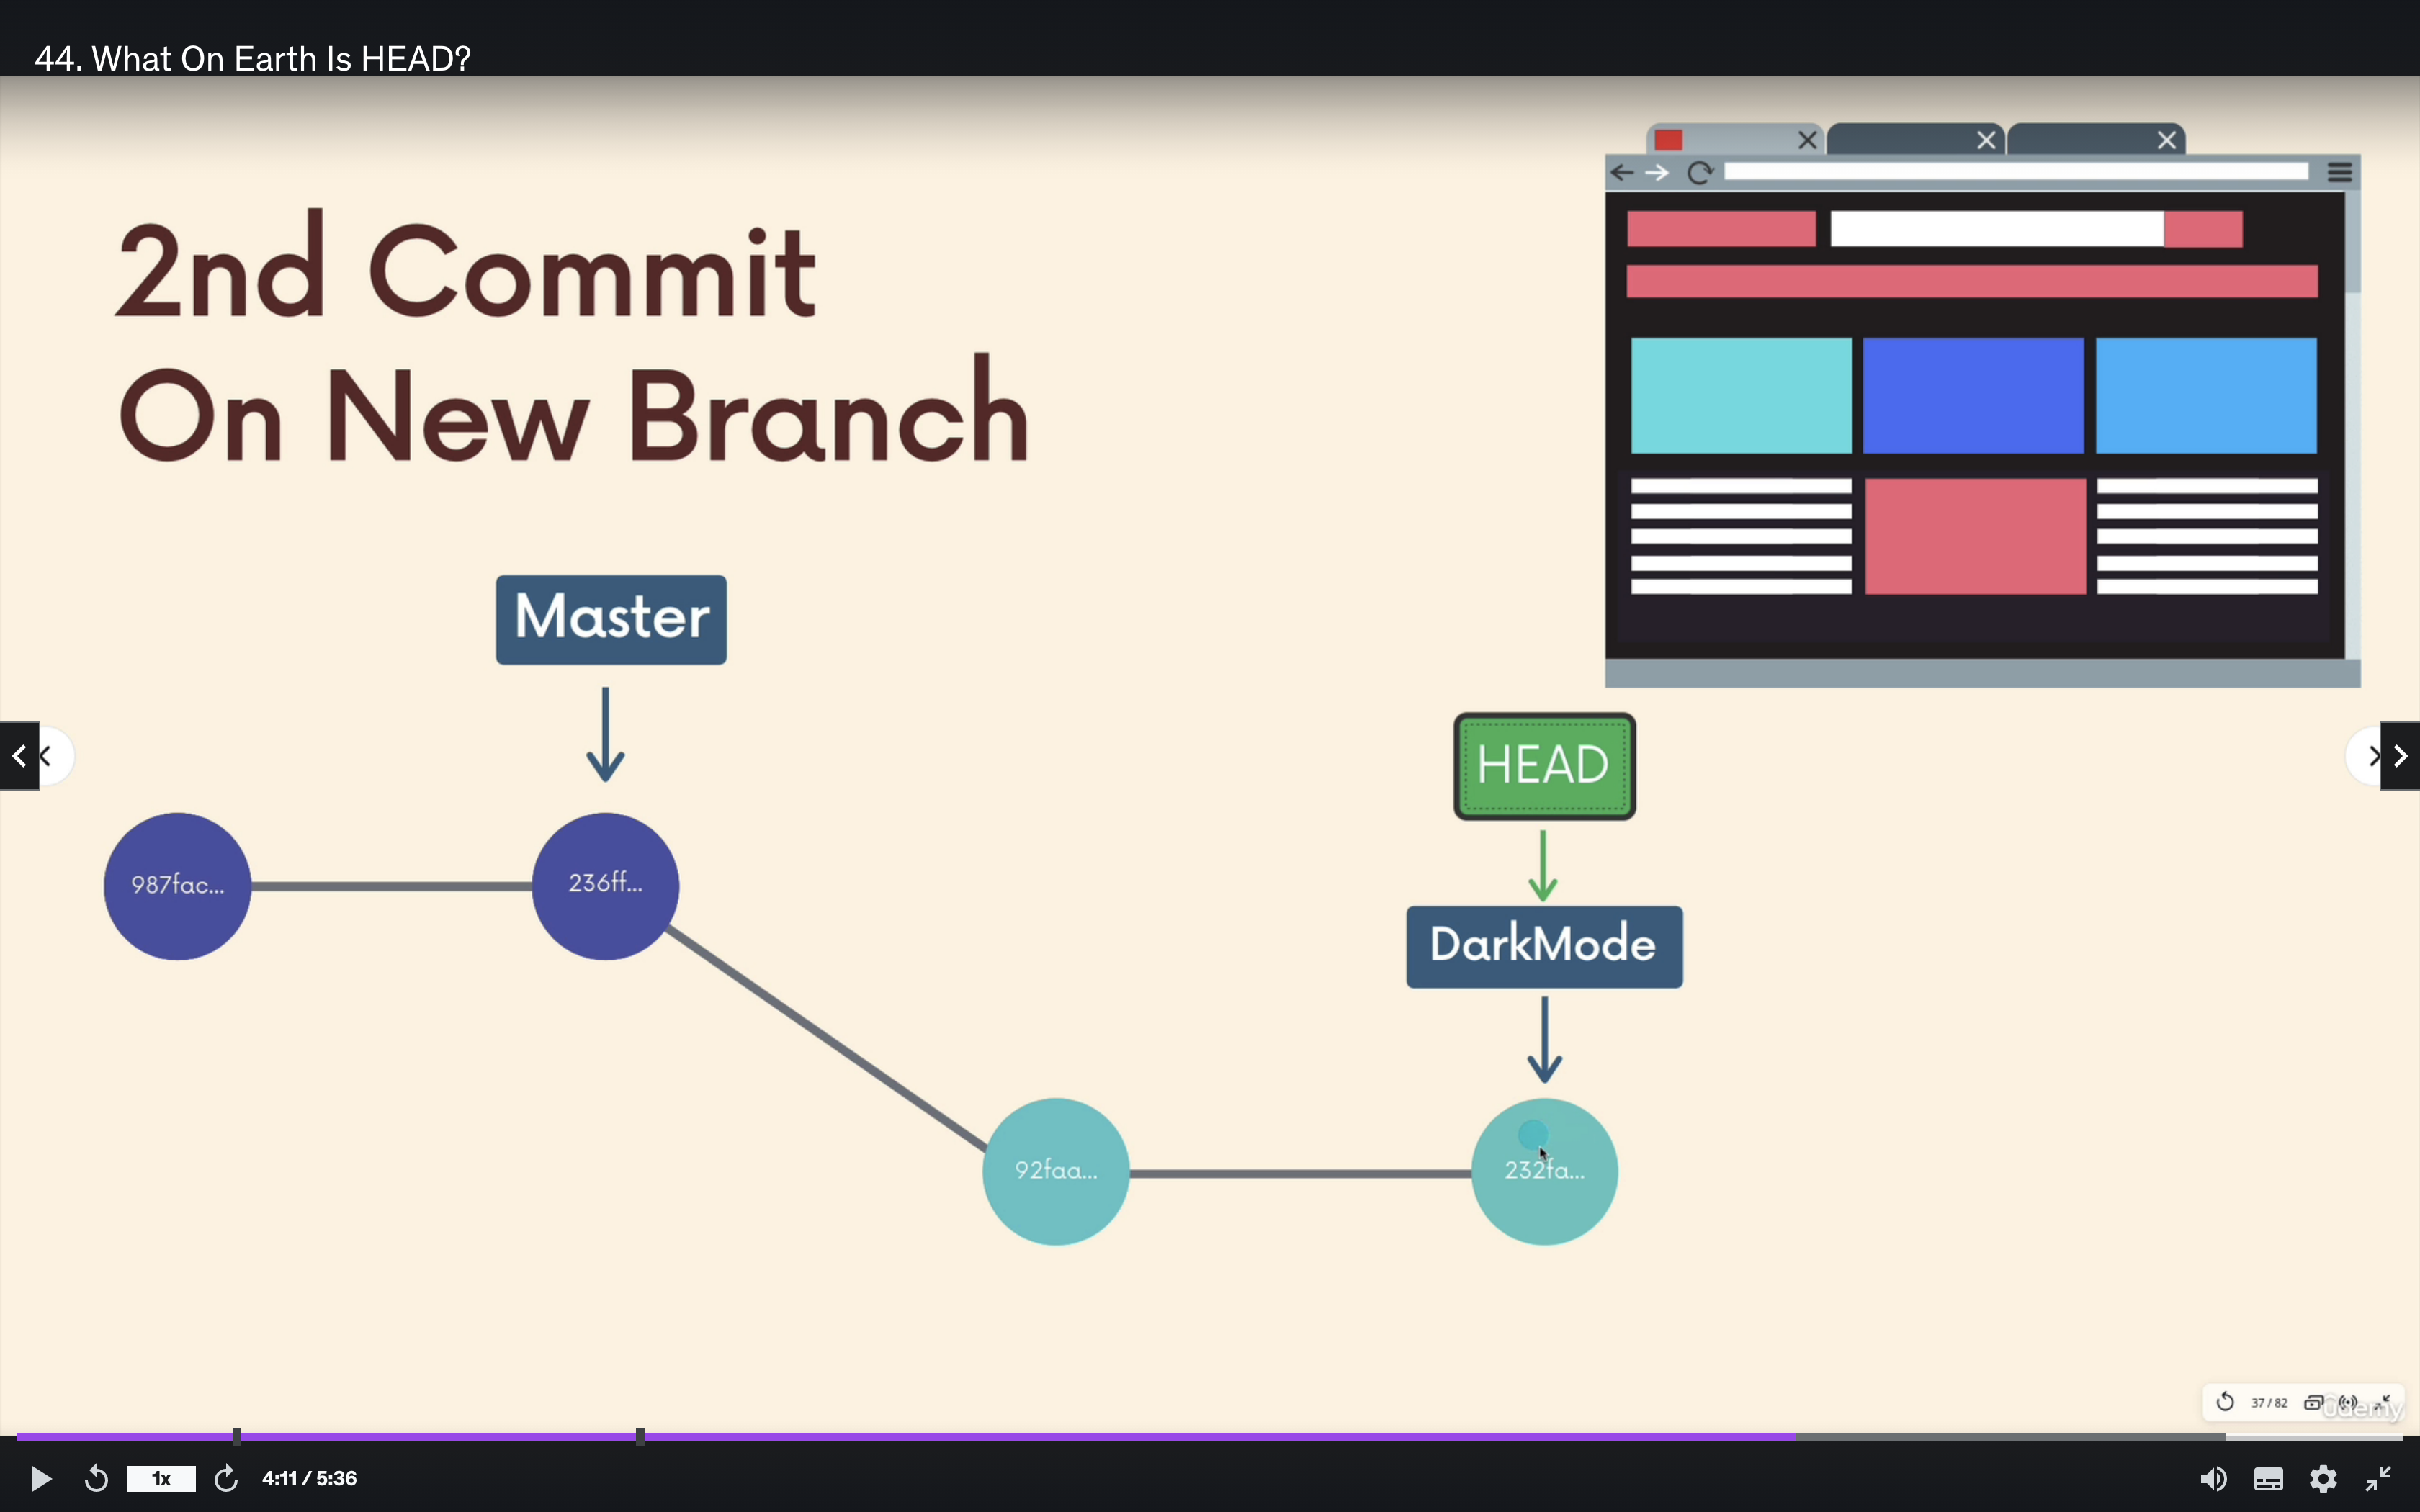 44. What On Earth Is HEAD?
2nd Commit
On New Branch
Master
HEAD
987fac...
236ff...
DarkMode
92faa...
232fa...
37 / 82
ûdemy
1x
4:11 / 5:36